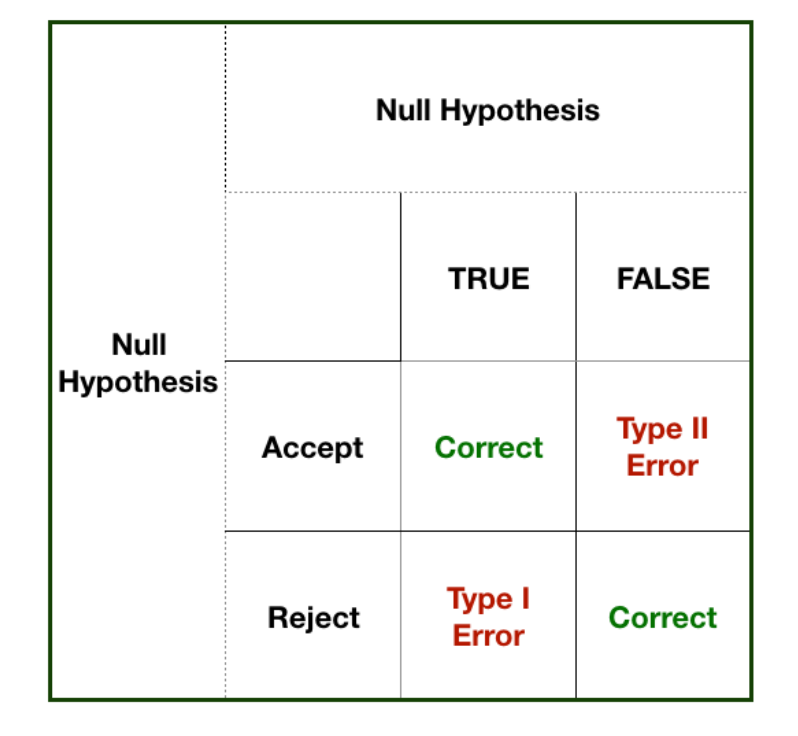 Null Hypothesis
TRUE FALSE
Null
Hypothesis
Accept Correct Type II
Error
Reject Type I
Error Correct